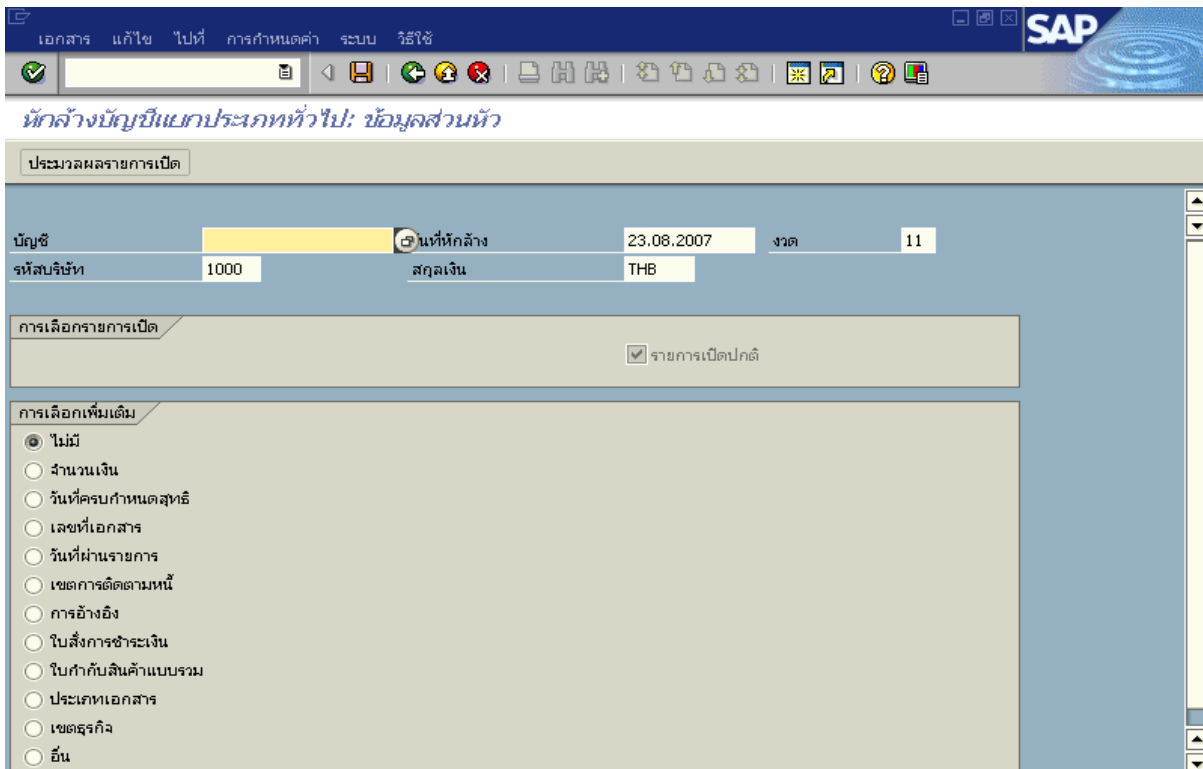 เอกสาร แก้ไข ไปที่ การกำหนดค่า ระบบ วิธีใช้
SAP
หักล้างบัญชีแยกประเภททั่วไป: ข้อมูลส่วนหัว
ประมวลผลรายการเปิด
บัญชี วันที่หักล้าง 23.08.2007 งวด 11
รหัสบริษัท 1000 สกุลเงิน THB
การเลือกรายการเปิด
รายการเปิดปกติ
การเลือกเพิ่มเติม
ไม่มี
จำนวนเงิน
วันที่ครบกำหนดสุทธิ
เลขที่เอกสาร
วันที่ผ่านรายการ
เขตการติดตามหนี้
การอ้างอิง
ใบสั่งการชำระเงิน
ใบกำกับสินค้าแบบรวม
ประเภทเอกสาร
เขตธุรกิจ
อื่น